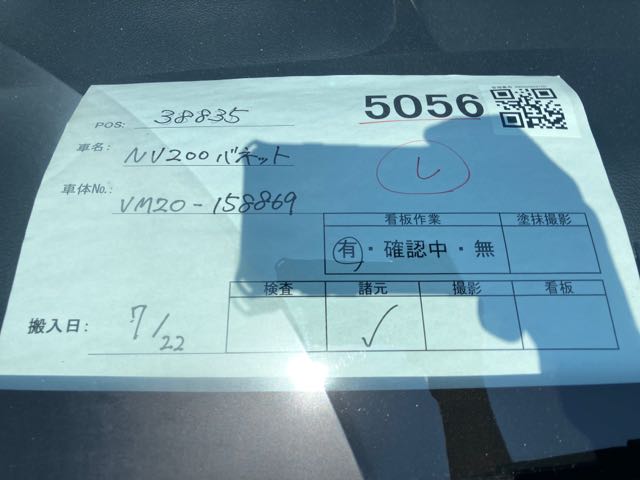 5056
POS: 38835
車名: NV200バネット
レ
車体No.: VM20-158869
看板作業 塗抹撮影
有・確認中・無
検査 諸元 撮影 看板
搬入日: 7/22